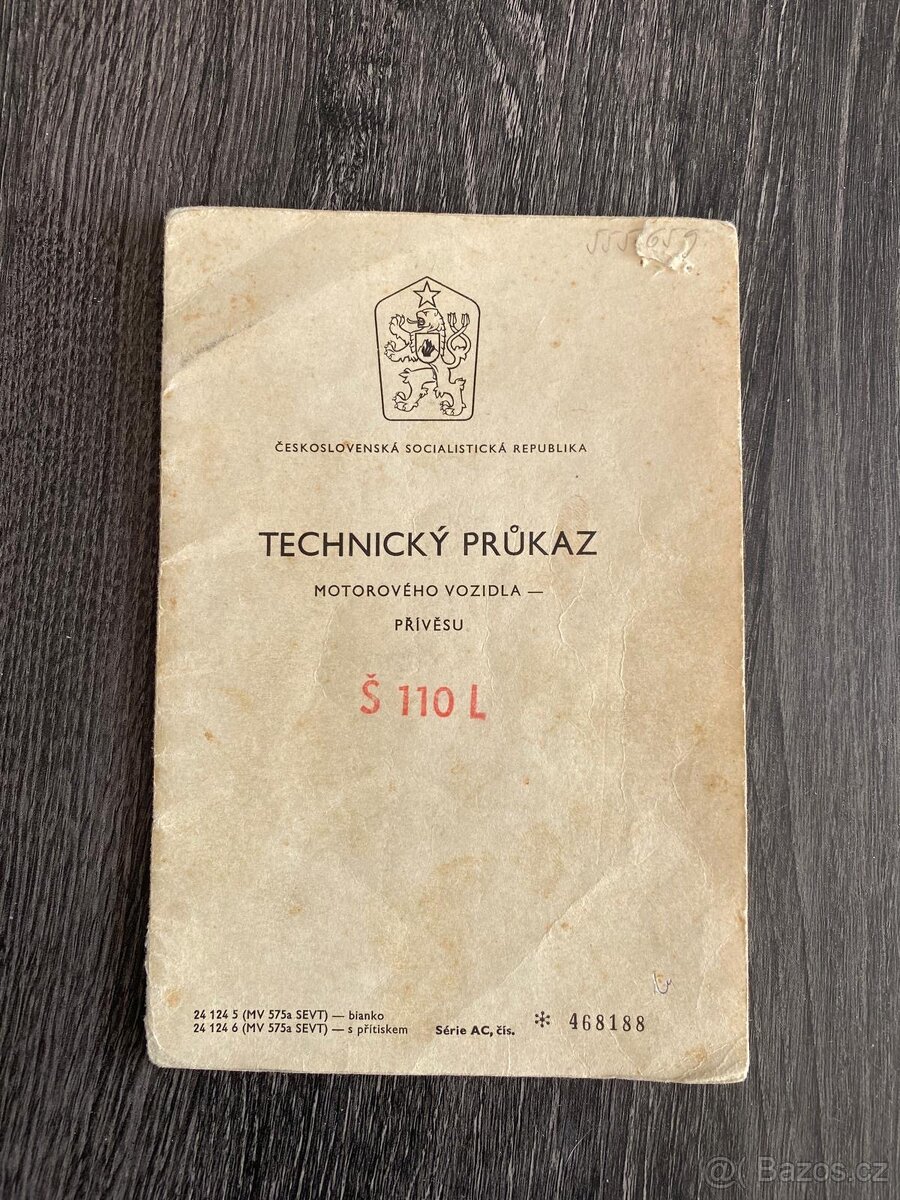 ČESKOSLOVENSKÁ SOCIALISTICKÁ REPUBLIKA
TECHNICKÝ PRŮKAZ
MOTOROVÉHO VOZIDLA —
PŘÍVĚSU
Š 110 L
24 124 5 (MV 575a SEVT) — bianko
24 124 6 (MV 575a SEVT) — s přítiskem
Série AC, čís. ✻ 468188
@ Bazos.cz